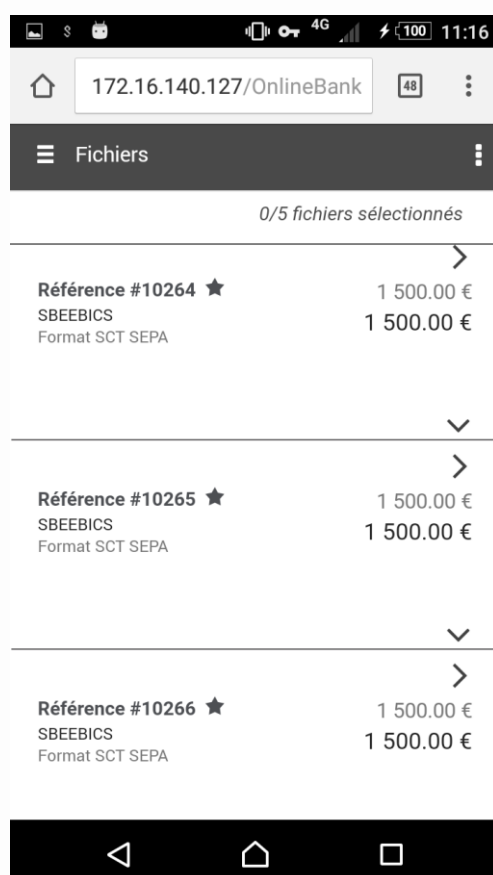 4G 100 11:16
172.16.140.127/OnlineBank 48
Fichiers
0/5 fichiers sélectionnés
Référence #10264 1 500.00 €
SBEEBICS 1 500.00 €
Format SCT SEPA
Référence #10265 1 500.00 €
SBEEBICS 1 500.00 €
Format SCT SEPA
Référence #10266 1 500.00 €
SBEEBICS 1 500.00 €
Format SCT SEPA